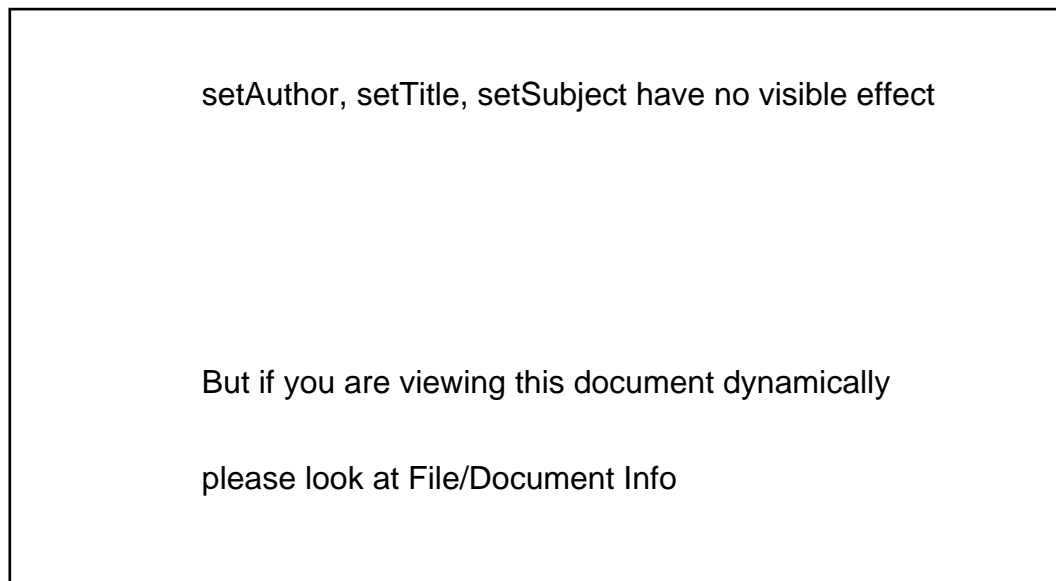 setAuthor, setTitle, setSubject have no visible effect
But if you are viewing this document dynamically
please look at File/Document Info